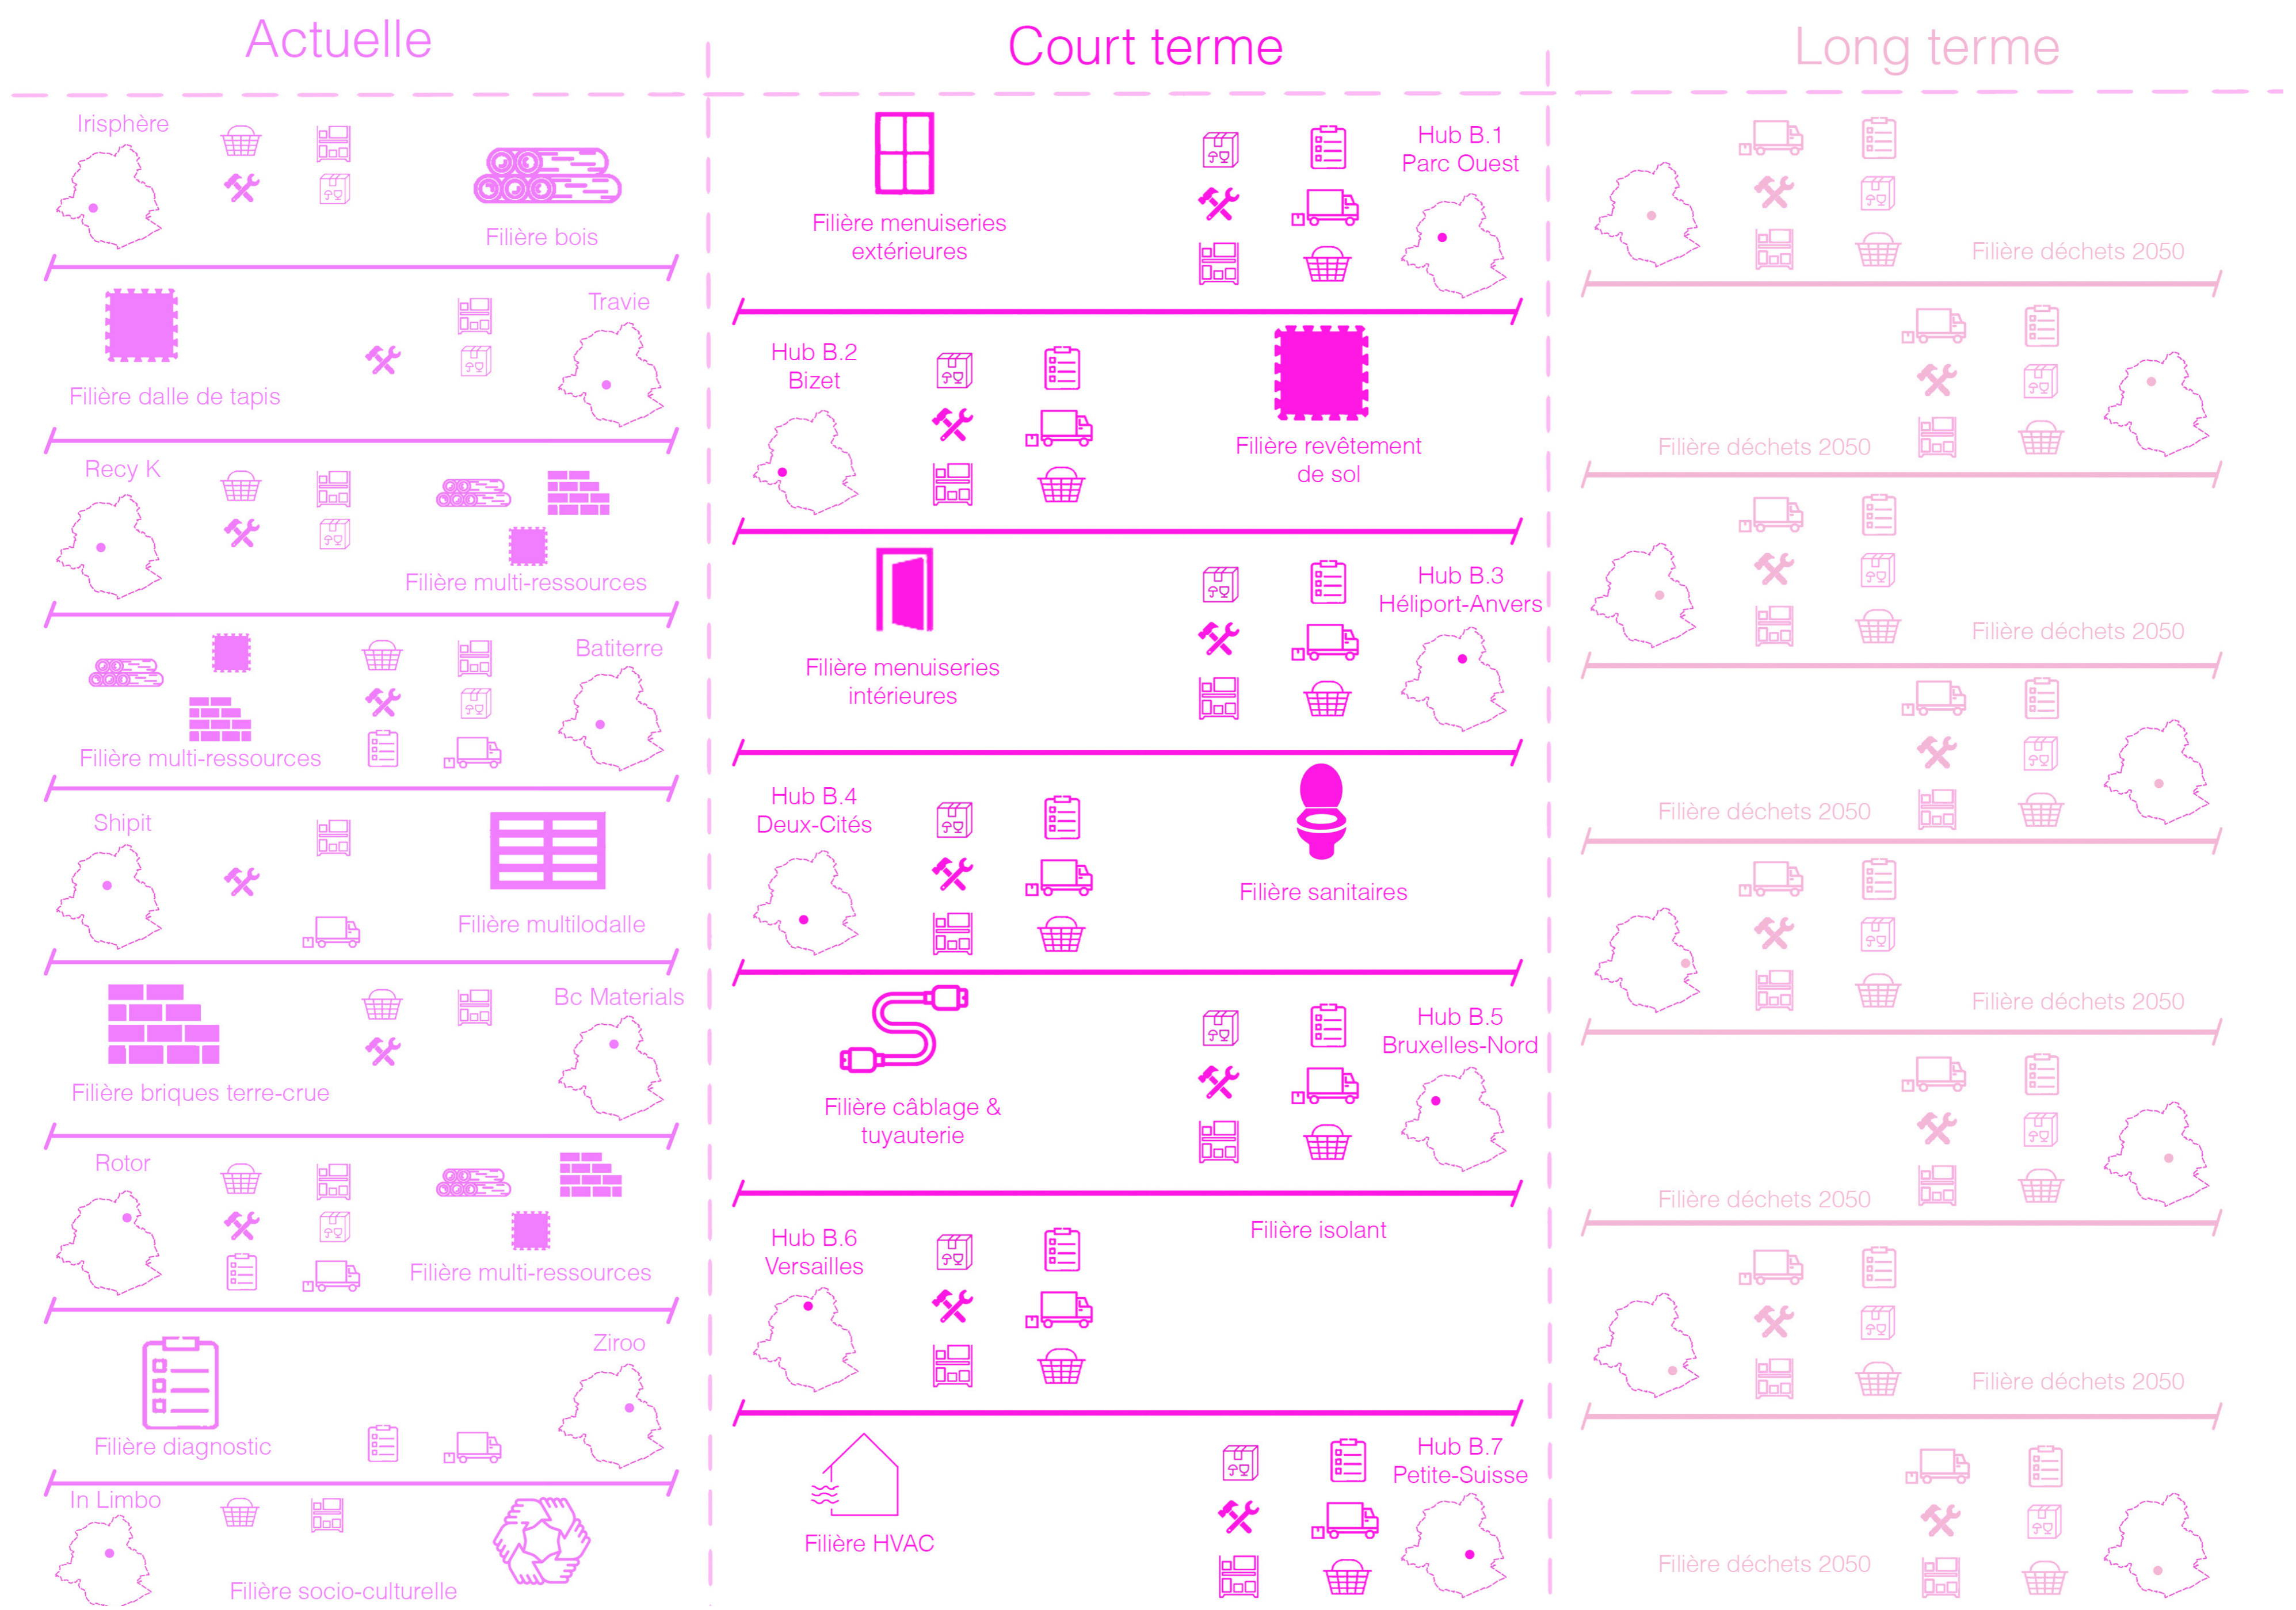 Actuelle
Irisphère
Filière bois
Travie
Filière dalle de tapis
Recy K
Filière multi-ressources
Batiterre
Filière multi-ressources
Shipit
Filière multilodalle
Bc Materials
Filière briques terre-crue
Rotor
Filière multi-ressources
Ziroo
Filière diagnostic
In Limbo
Filière socio-culturelle
Court terme
Hub B.1
Parc Ouest
Filière menuiseries
extérieures
Hub B.2
Bizet
Filière revêtement
de sol
Hub B.3
Héliport-Anvers
Filière menuiseries
intérieures
Hub B.4
Deux-Cités
Filière sanitaires
Hub B.5
Bruxelles-Nord
Filière câblage &
tuyauterie
Filière isolant
Hub B.6
Versailles
Hub B.7
Petite-Suisse
Filière HVAC
Long terme
Filière déchets 2050
Filière déchets 2050
Filière déchets 2050
Filière déchets 2050
Filière déchets 2050
Filière déchets 2050
Filière déchets 2050
Filière déchets 2050